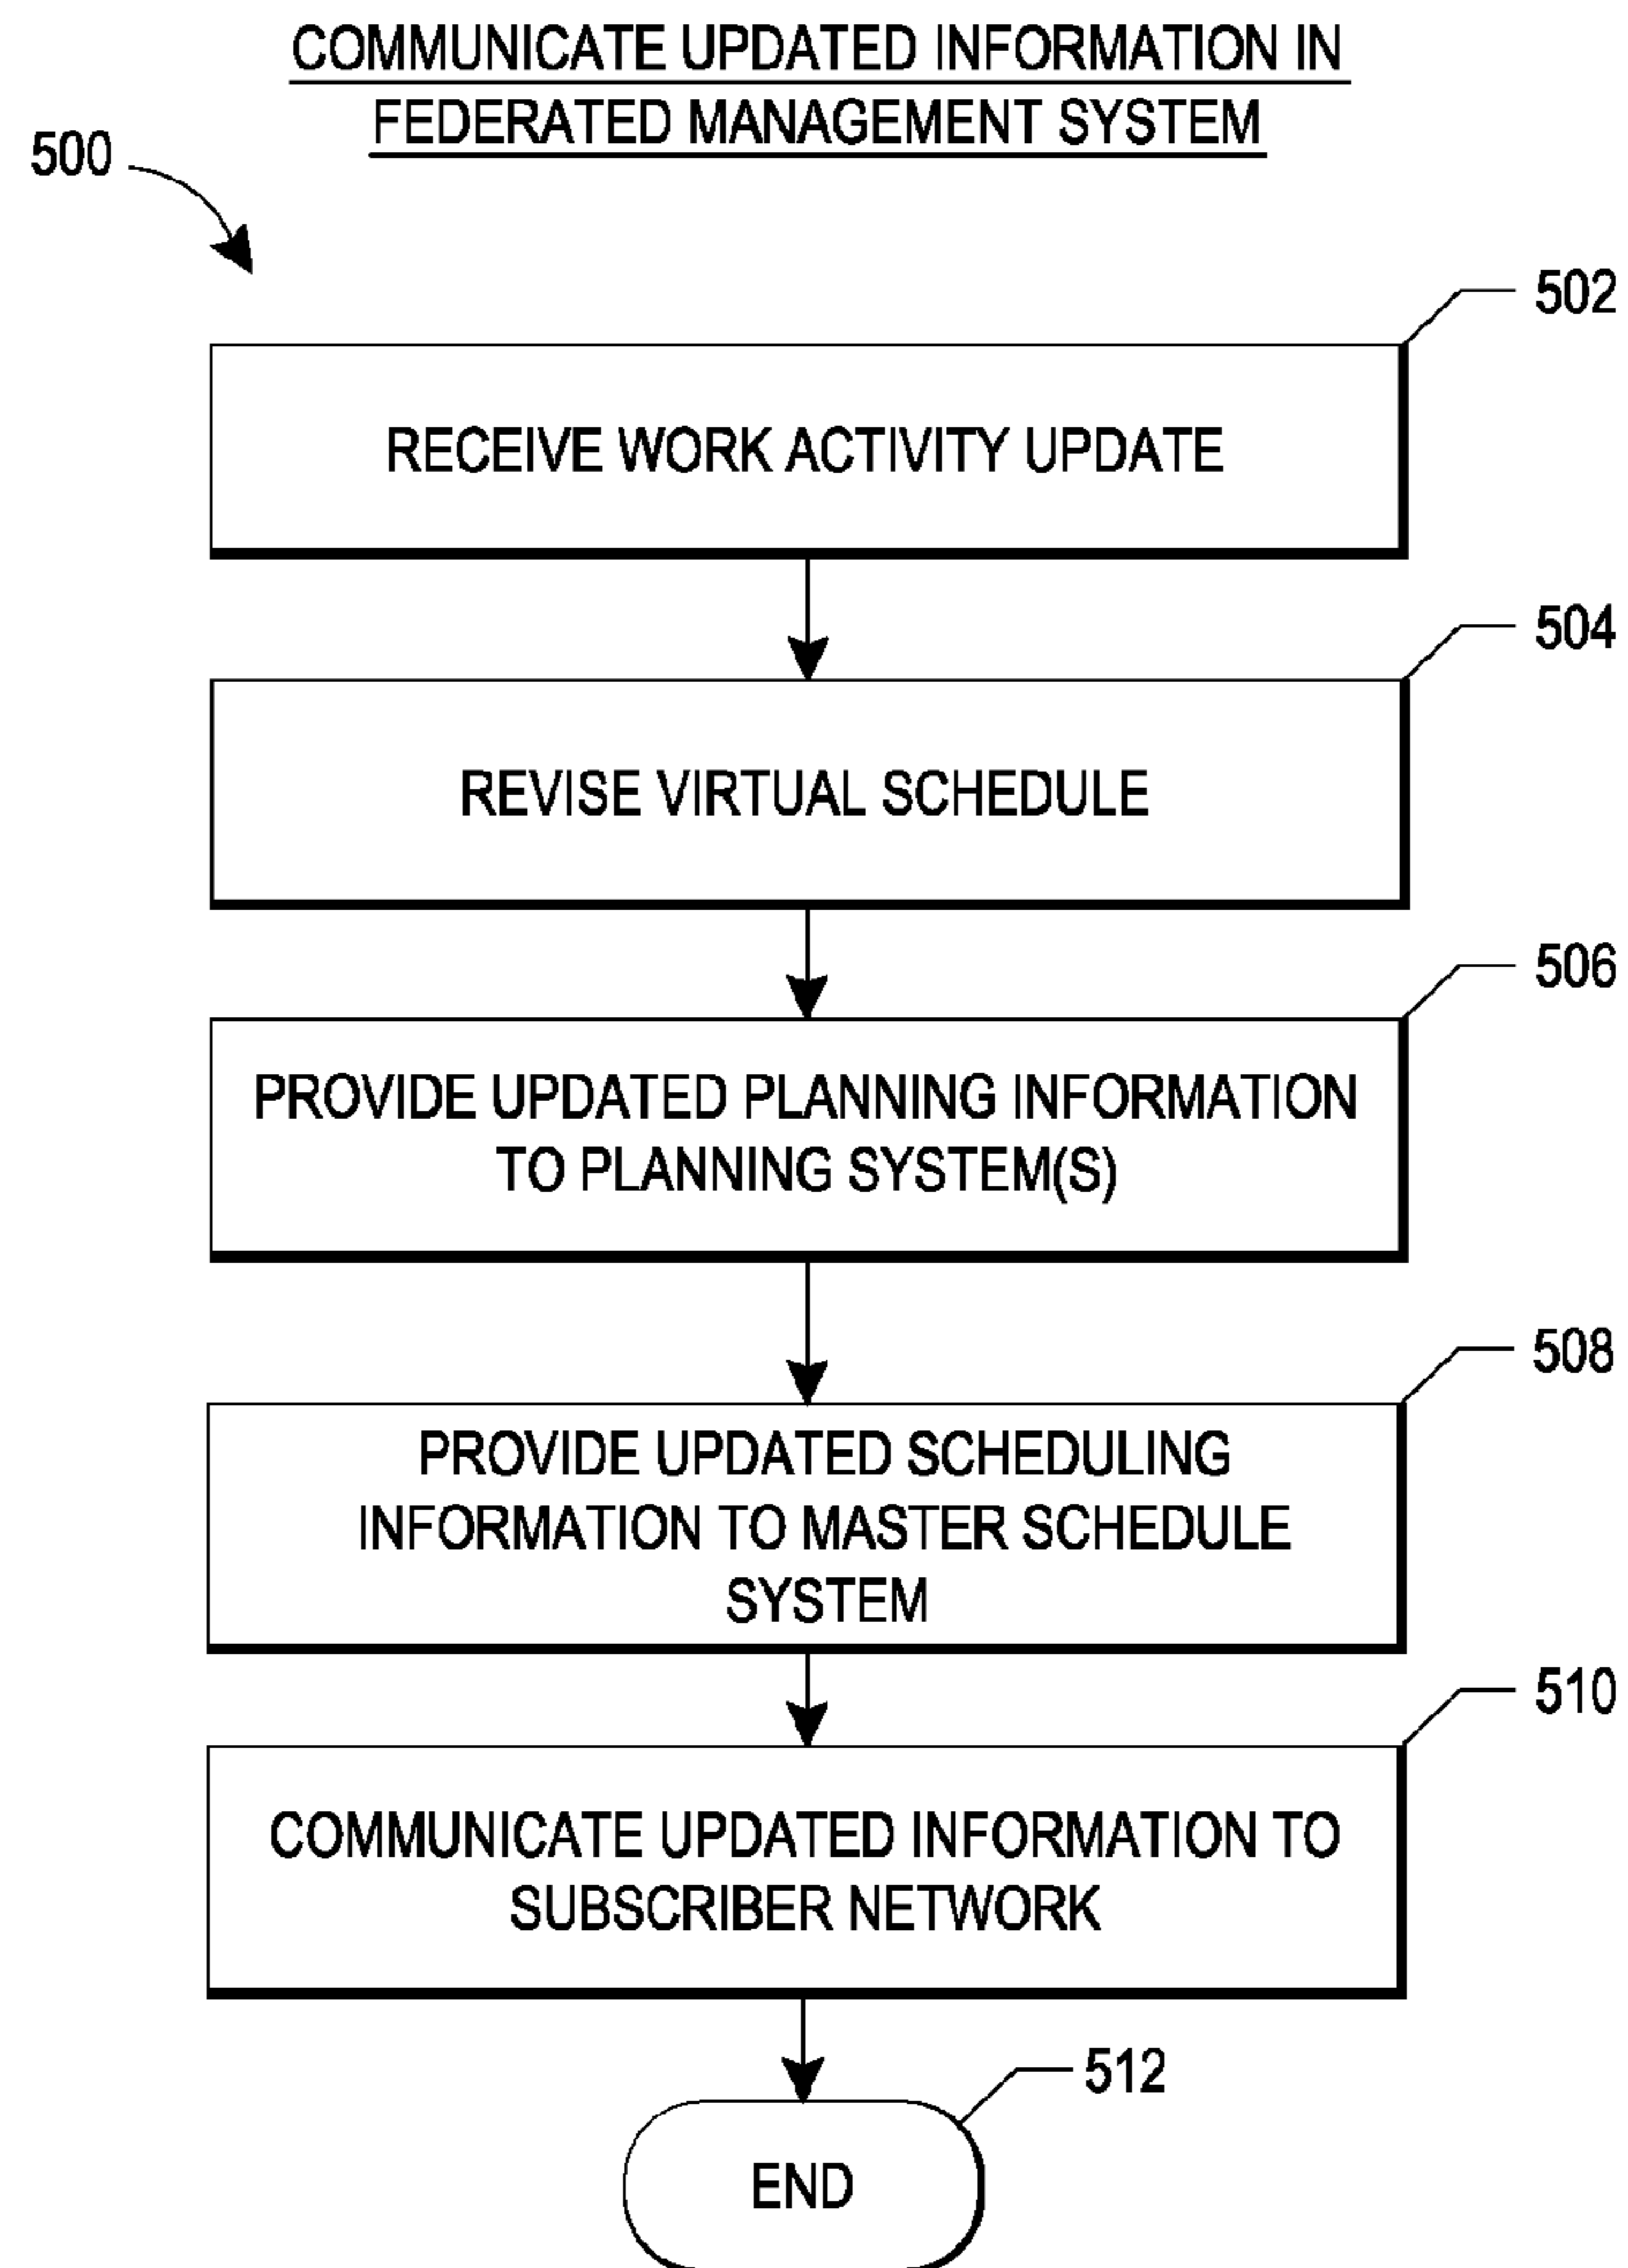 COMMUNICATE UPDATED INFORMATION IN
FEDERATED MANAGEMENT SYSTEM
500
502
RECEIVE WORK ACTIVITY UPDATE
504
REVISE VIRTUAL SCHEDULE
506
PROVIDE UPDATED PLANNING INFORMATION
TO PLANNING SYSTEM(S)
508
PROVIDE UPDATED SCHEDULING
INFORMATION TO MASTER SCHEDULE
SYSTEM
510
COMMUNICATE UPDATED INFORMATION TO
SUBSCRIBER NETWORK
512
END